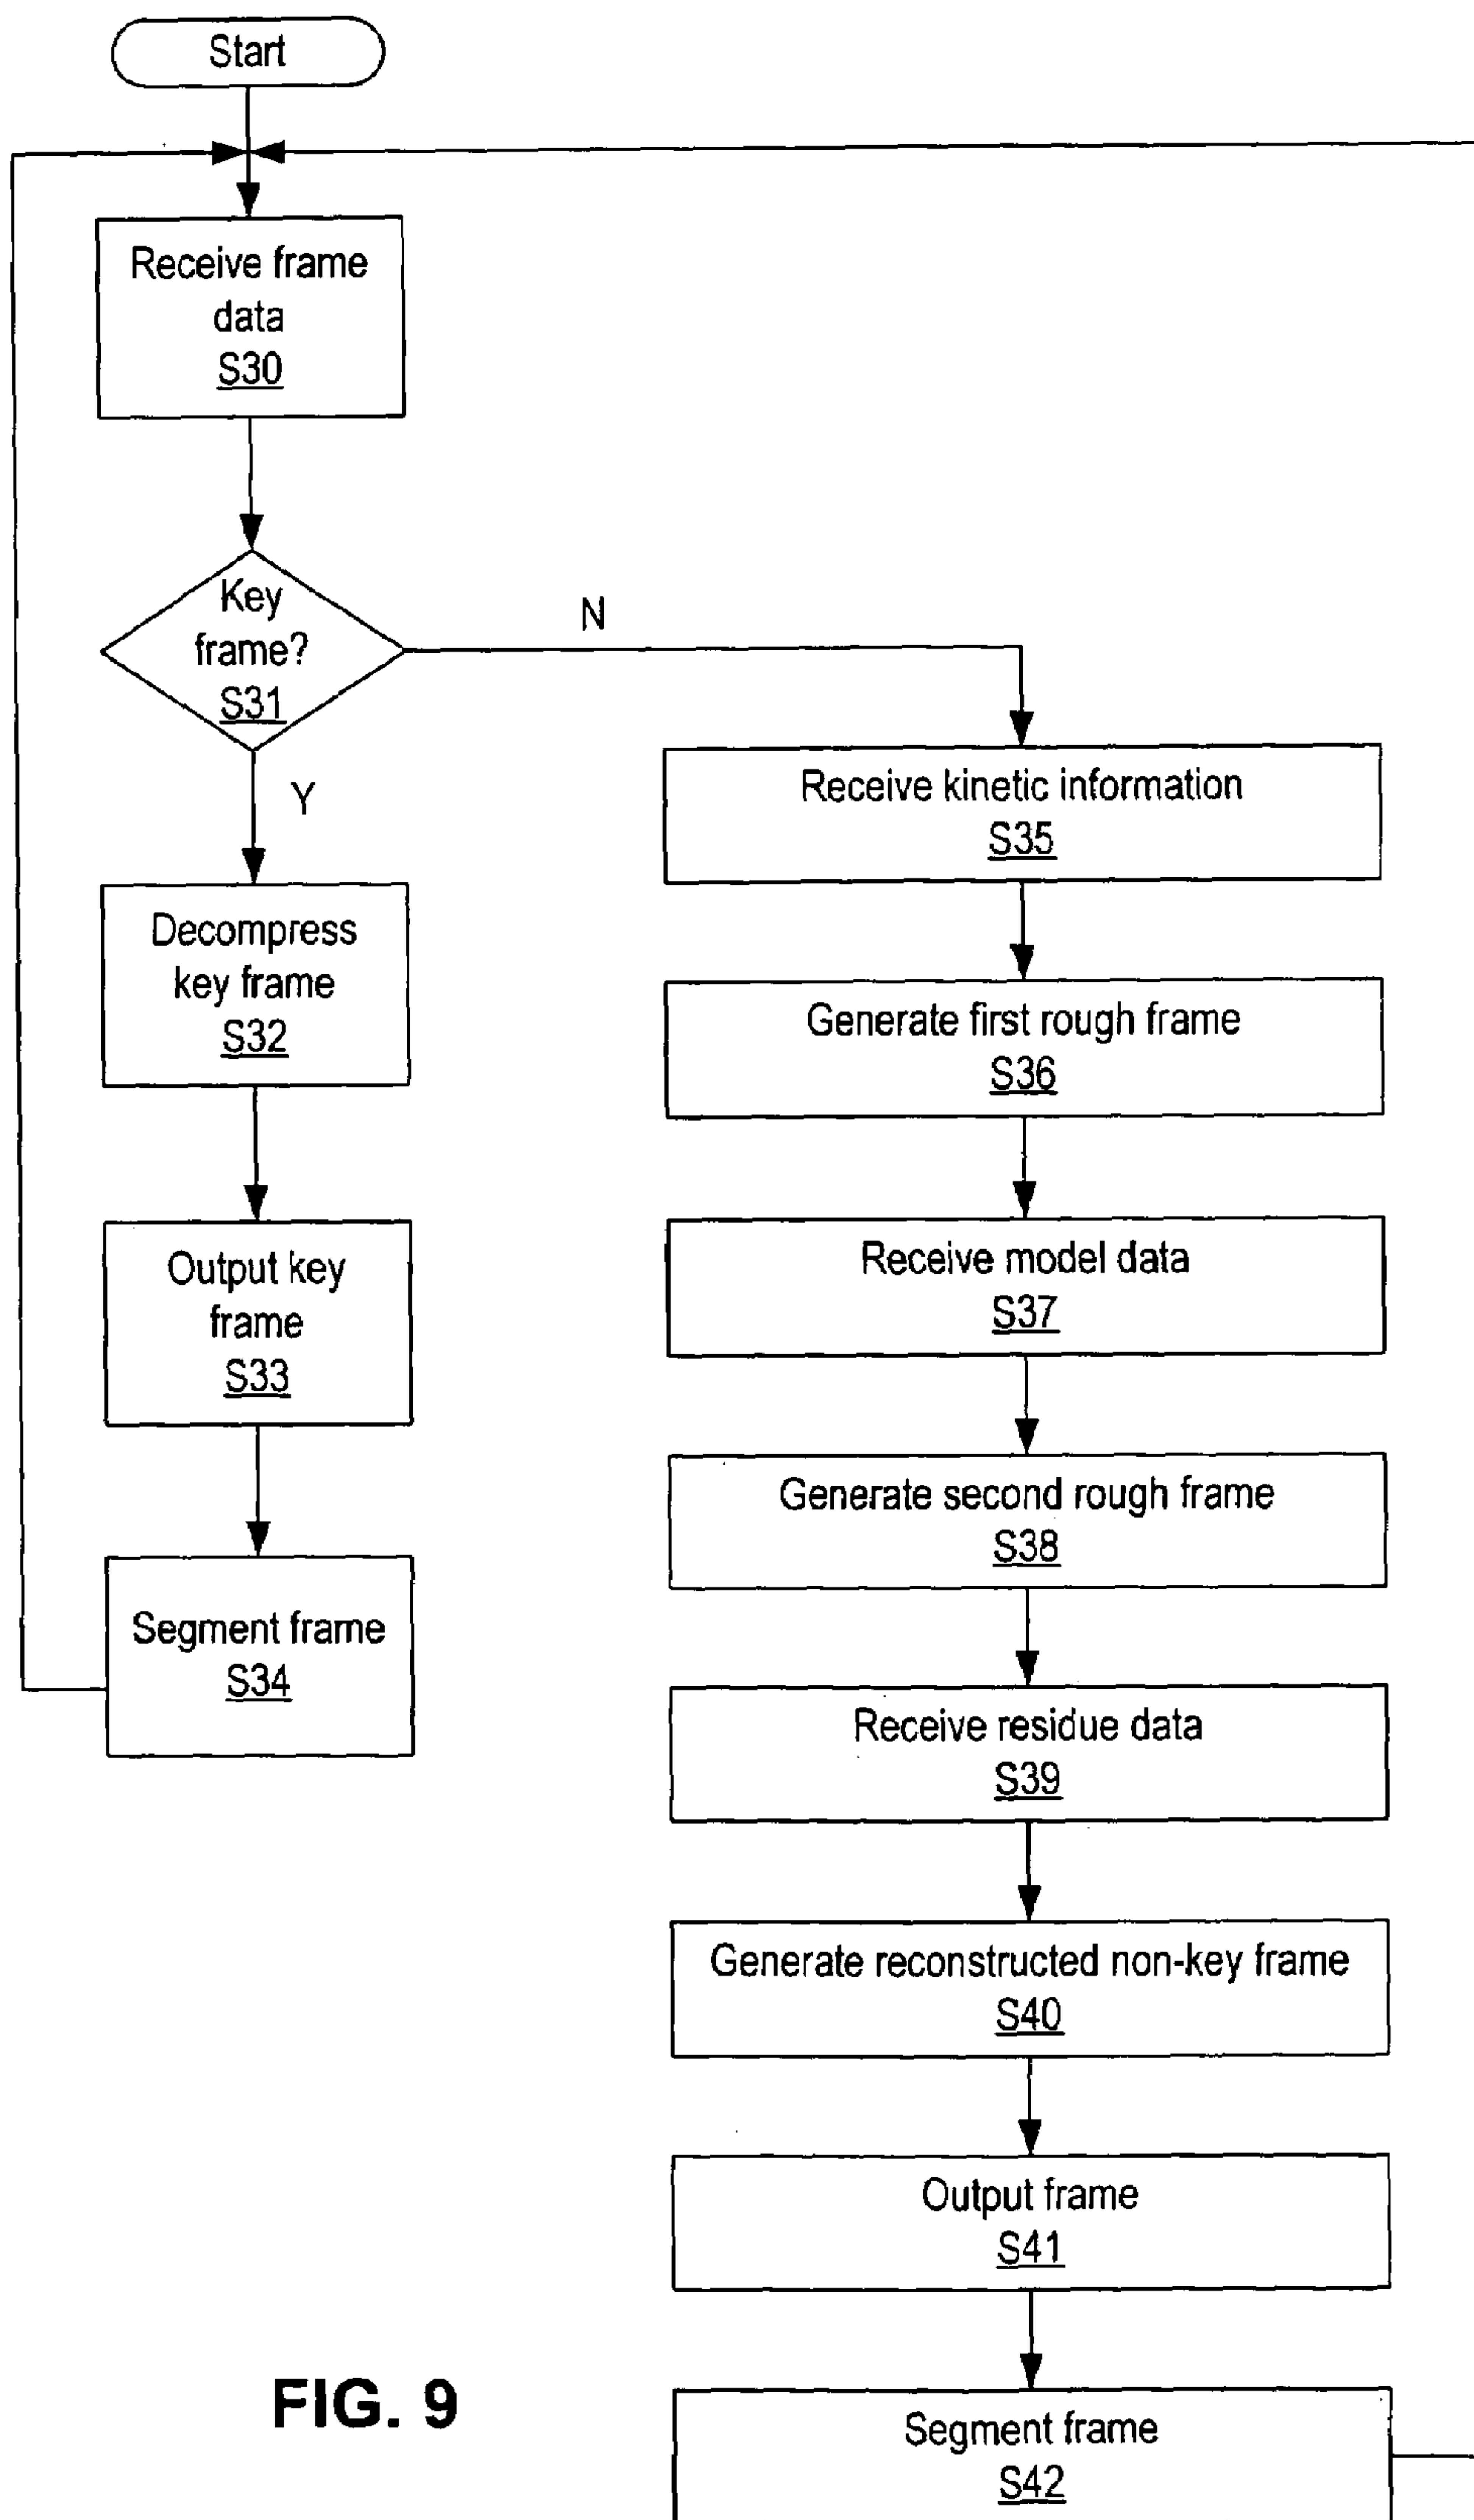 Start
Receive frame
data
S30
Key
frame?
S31
N
Y
Decompress
key frame
S32
Output key
frame
S33
Segment frame
S34
Receive kinetic information
S35
Generate first rough frame
S36
Receive model data
S37
Generate second rough frame
S38
Receive residue data
S39
Generate reconstructed non-key frame
S40
Output frame
S41
Segment frame
S42
FIG. 9